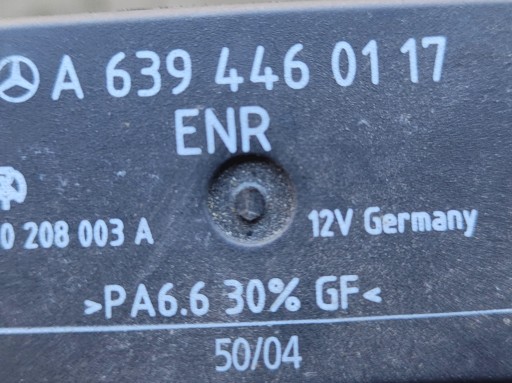 A 639 446 01 17
ENR
0 208 003 A
12V Germany
>PA6.6 30% GF<
50/04